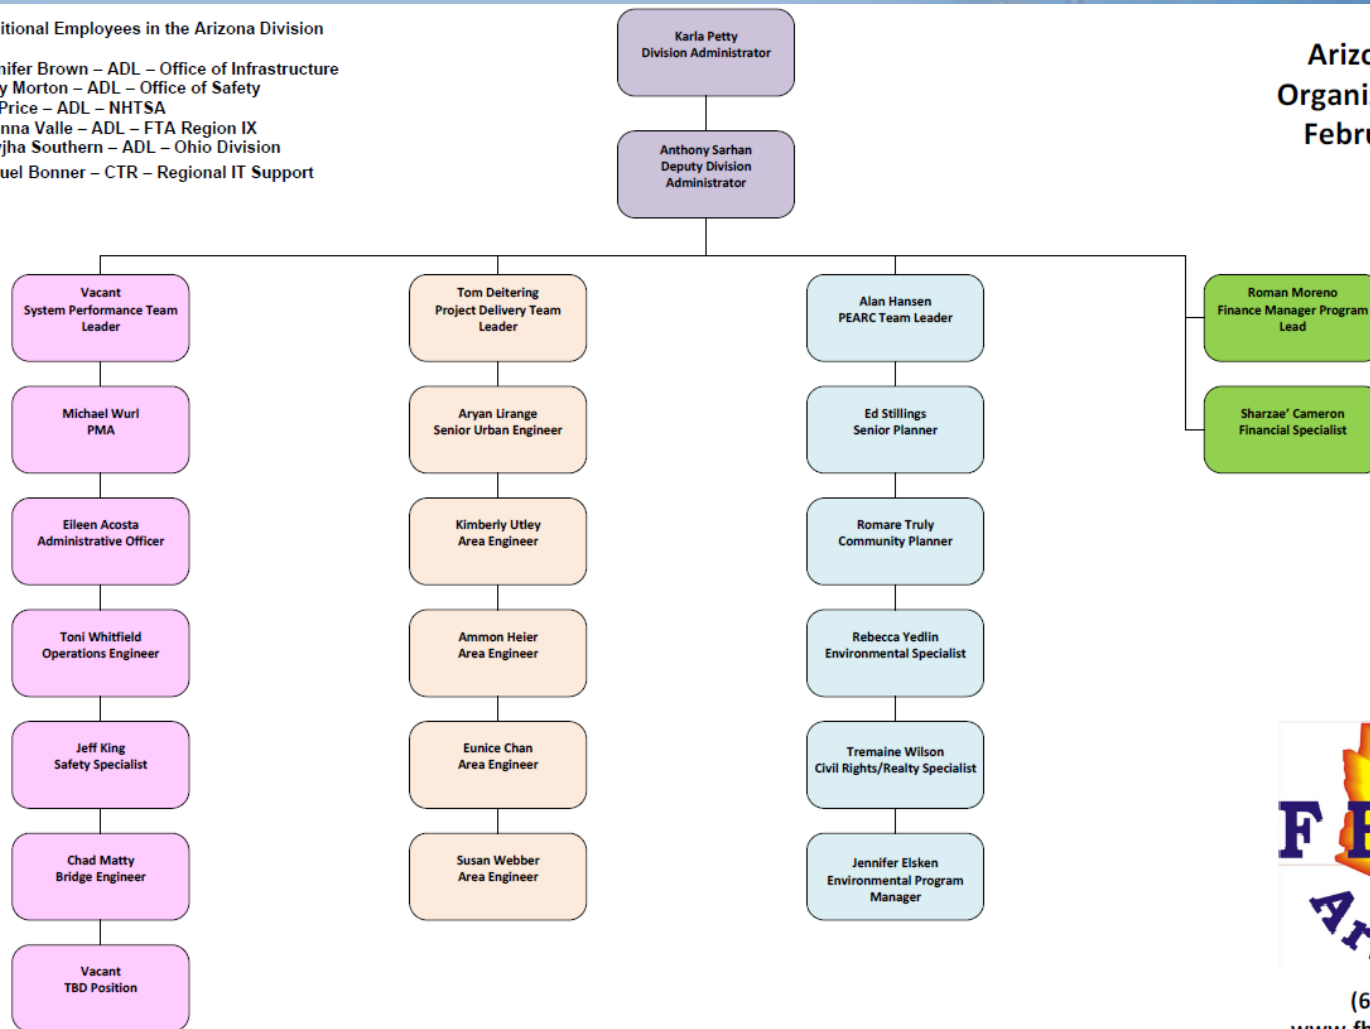 itional Employees in the Arizona Division
nifer Brown – ADL – Office of Infrastructure
y Morton – ADL – Office of Safety
Price – ADL – NHTSA
nna Valle – ADL – FTA Region IX
jha Southern – ADL – Ohio Division
uel Bonner – CTR – Regional IT Support
Karla Petty
Division Administrator
Anthony Sarhan
Deputy Division
Administrator
Arizo
Organi
Febru
Vacant
System Performance Team
Leader
Michael Wurl
PMA
Eileen Acosta
Administrative Officer
Toni Whitfield
Operations Engineer
Jeff King
Safety Specialist
Chad Matty
Bridge Engineer
Vacant
TBD Position
Tom Deitering
Project Delivery Team
Leader
Aryan Lirange
Senior Urban Engineer
Kimberly Utley
Area Engineer
Ammon Heier
Area Engineer
Eunice Chan
Area Engineer
Susan Webber
Area Engineer
Alan Hansen
PEARC Team Leader
Ed Stillings
Senior Planner
Romare Truly
Community Planner
Rebecca Yedlin
Environmental Specialist
Tremaine Wilson
Civil Rights/Realty Specialist
Jennifer Elsken
Environmental Program
Manager
Roman Moreno
Finance Manager Program
Lead
Sharzae’ Cameron
Financial Specialist
F
Ar
(6